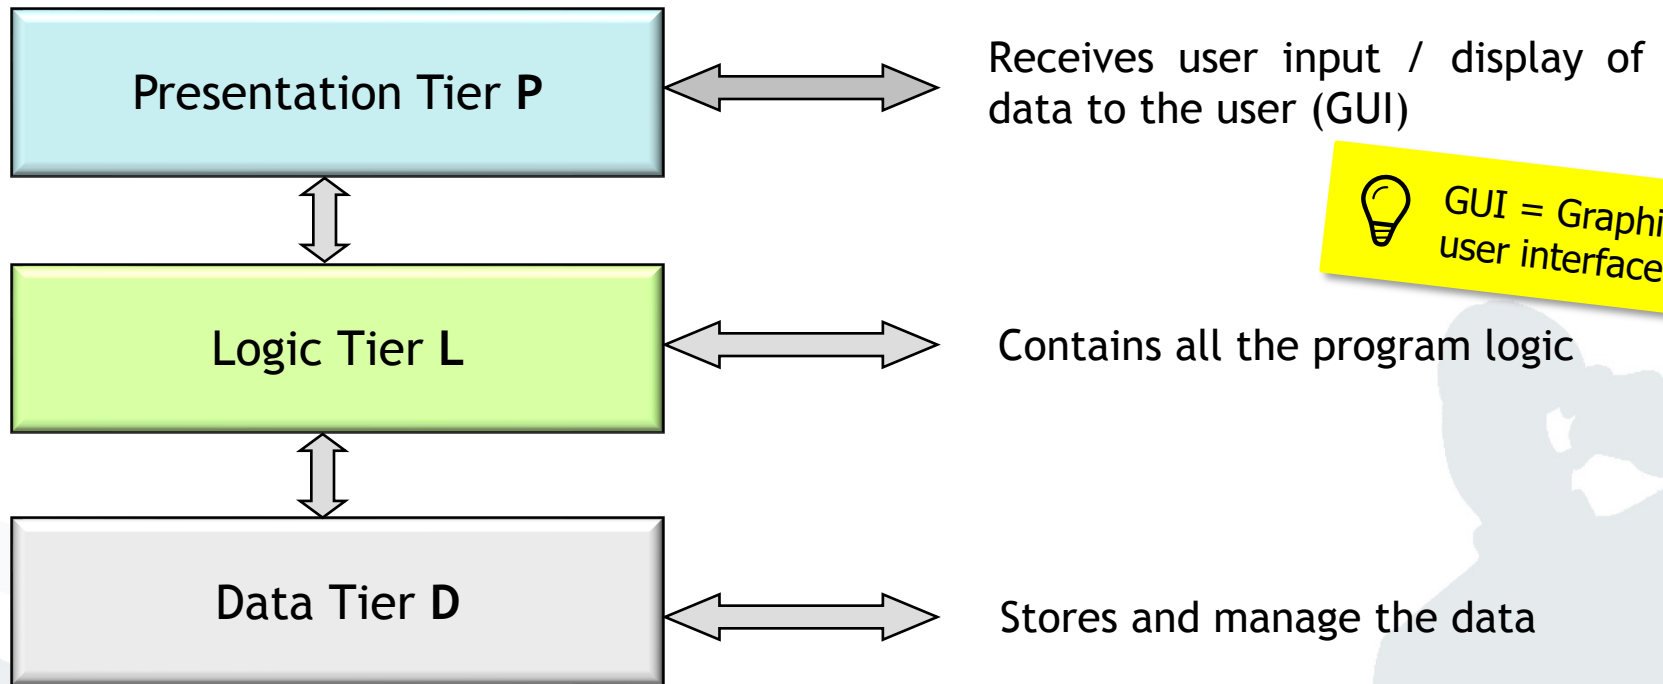 Presentation Tier P
Receives user input / display of
data to the user (GUI)
GUI = Graphi
user interface
Logic Tier L
Contains all the program logic
Data Tier D
Stores and manage the data